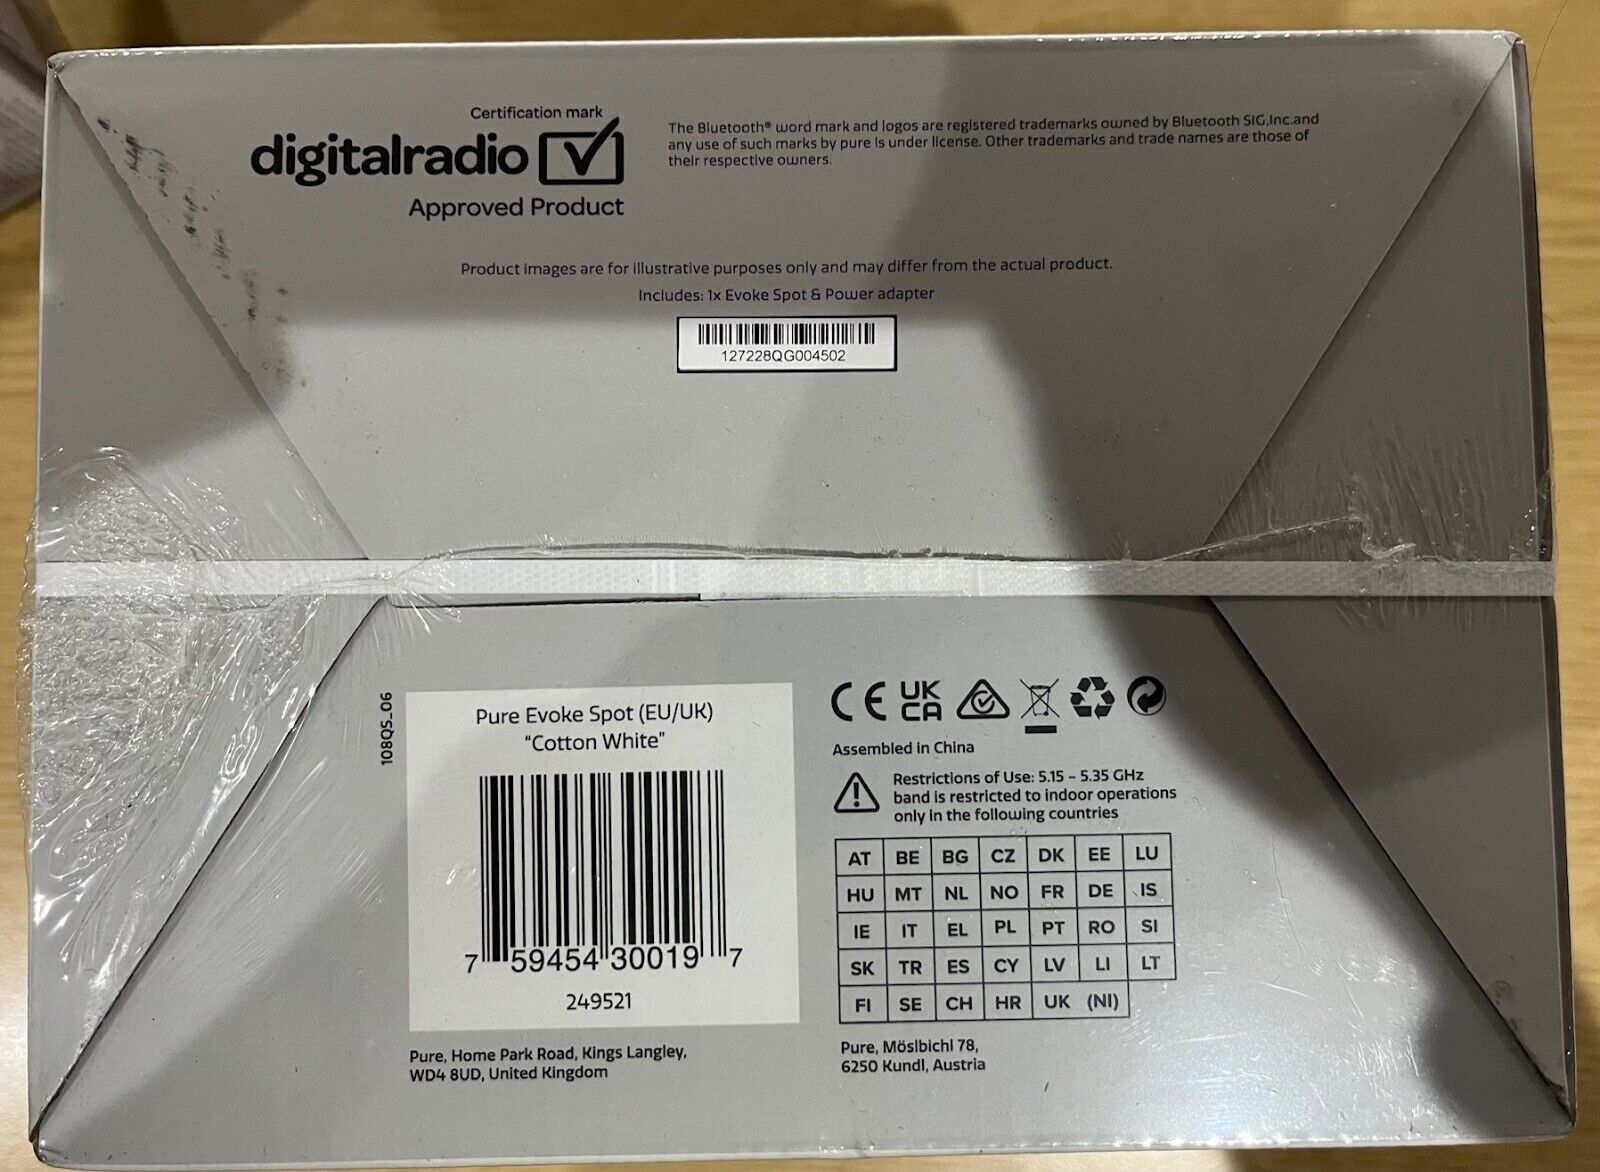 Certification mark
digitalradio
Approved Product
The Bluetooth® word mark and logos are registered trademarks owned by Bluetooth SIG,Inc.and
any use of such marks by pure is under license. Other trademarks and trade names are those of
their respective owners.
Product images are for illustrative purposes only and may differ from the actual product.
Includes: 1x Evoke Spot & Power adapter
127228QG004502
108QS_06
Pure Evoke Spot (EU/UK)
"Cotton White"
7 59454 30019 7
249521
Pure, Home Park Road, Kings Langley,
WD4 8UD, United Kingdom
CE UK CA
Assembled in China
Restrictions of Use: 5.15 - 5.35 GHz
band is restricted to indoor operations
only in the following countries
AT BE BG CZ DK EE LU
HU MT NL NO FR DE IS
IE IT EL PL PT RO SI
SK TR ES CY LV LI LT
FI SE CH HR UK (NI)
Pure, Möslbichl 78,
6250 Kundl, Austria